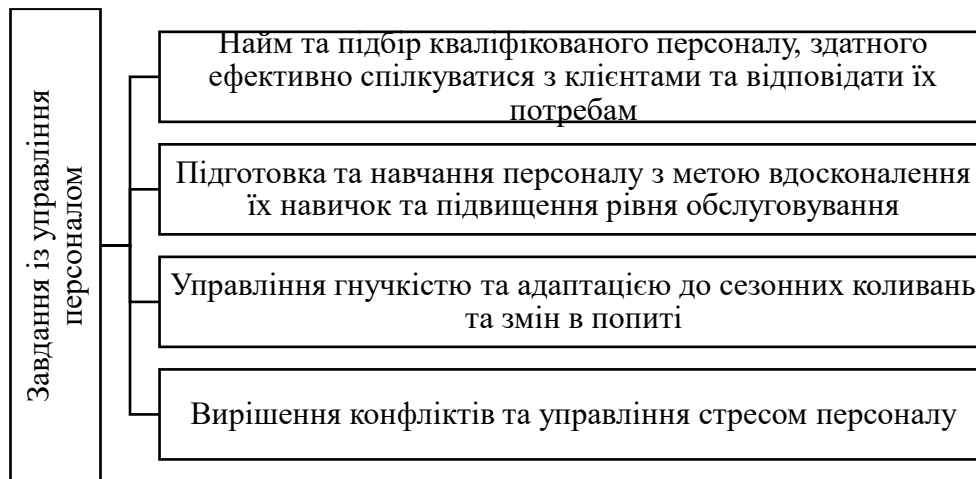 Завдання із управління
персоналом
Найм та підбір кваліфікованого персоналу, здатного
ефективно спілкуватися з клієнтами та відповідати їх
потребам
Підготовка та навчання персоналу з метою вдосконалення
їх навичок та підвищення рівня обслуговування
Управління гнучкістю та адаптацією до сезонних коливань
та змін в попиті
Вирішення конфліктів та управління стресом персоналу